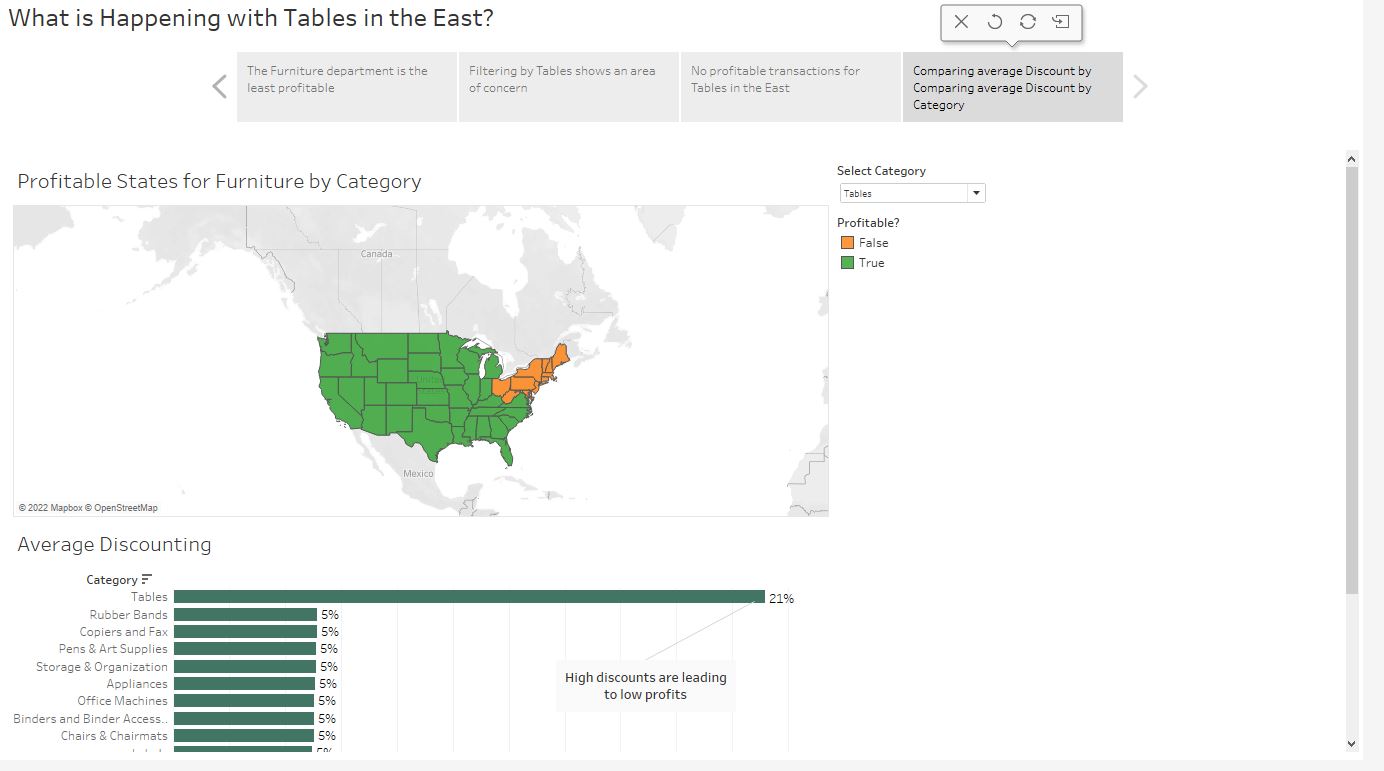 What is Happening with Tables in the East?
The Furniture department is the
least profitable
Filtering by Tables shows an area
of concern
No profitable transactions for
Tables in the East
Comparing average Discount by
Comparing average Discount by
Category
Profitable States for Furniture by Category
Select Category
Tables
Profitable?
False
True
Canada
United
States
Mexico
© 2022 Mapbox © OpenStreetMap
Average Discounting
Category
Tables 21%
Rubber Bands 5%
Copiers and Fax 5%
Pens & Art Supplies 5%
Storage & Organization 5%
Appliances 5%
Office Machines 5%
Binders and Binder Access.. 5%
Chairs & Chairmats 5%
5%
High discounts are leading
to low profits